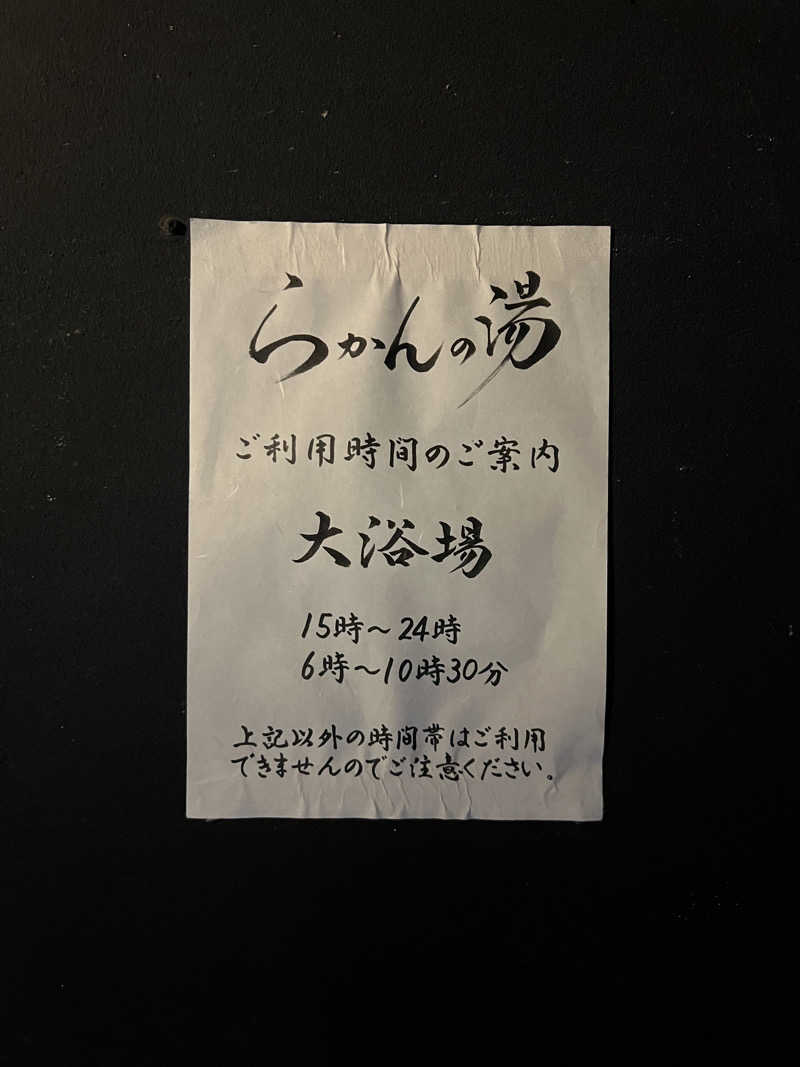 らかんの湯
ご利用時間のご案内
大浴場
15時～24時
6時～10時30分
上記以外の時間帯はご利用
できませんのでご注意ください。